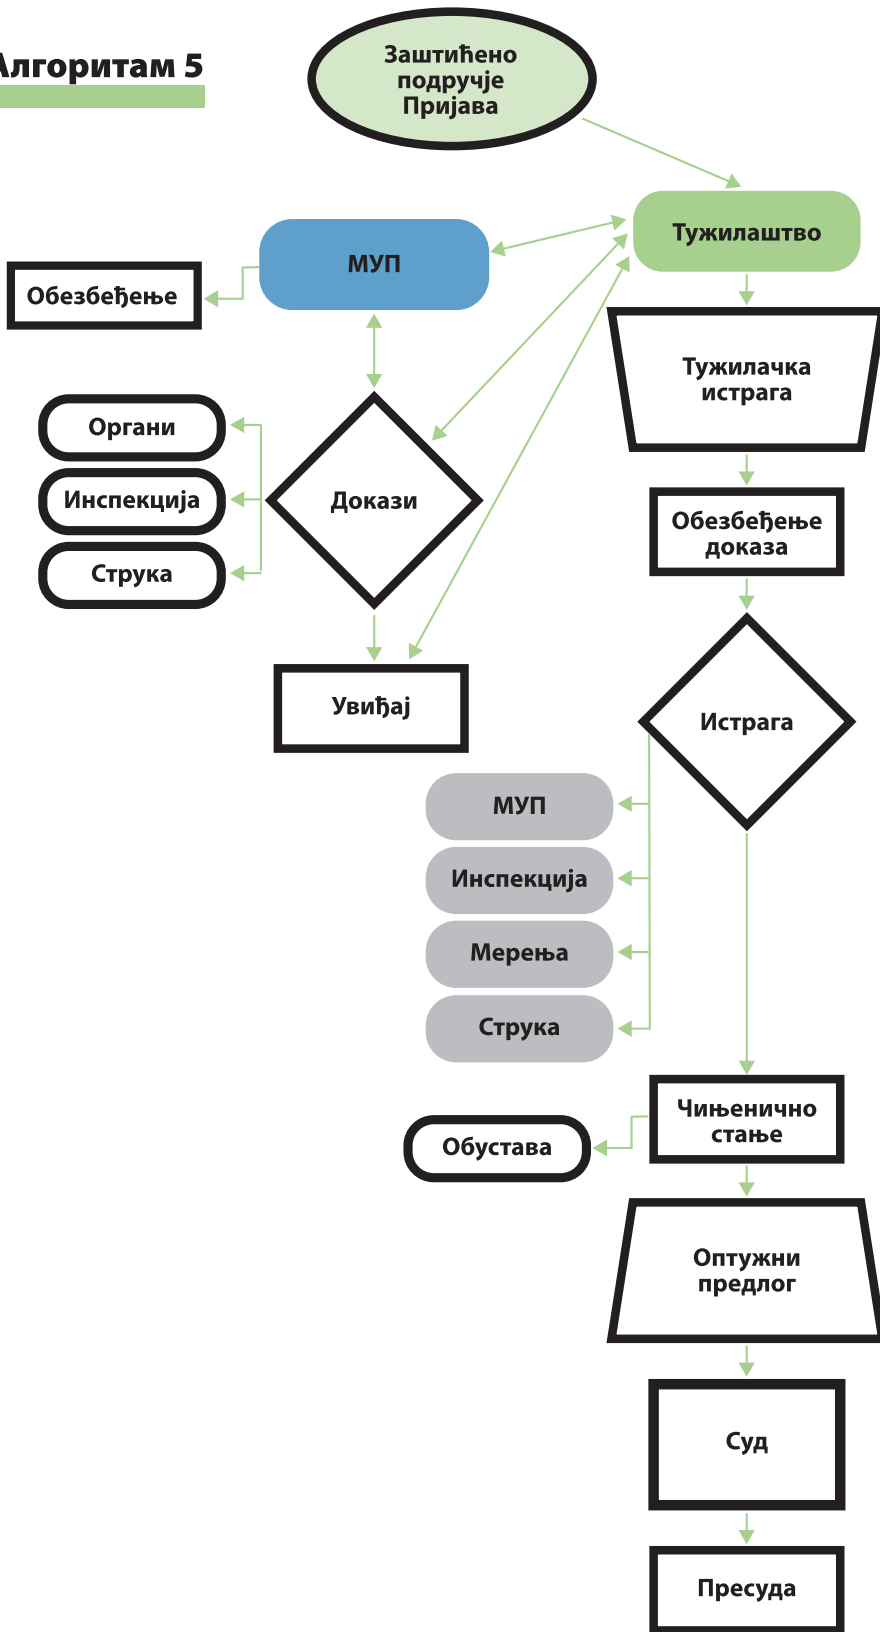 Алгоритам 5
Заштићено
подручје
Пријава
Тужилаштво
МУП
Обезбеђење
Тужилачка
истрага
Органи
Инспекција
Струка
Докази
Обезбеђење
доказа
Увиђај
Истрага
МУП
Инспекција
Мерења
Струка
Чињенично
стање
Обустава
Оптужни
предлог
Суд
Пресуда